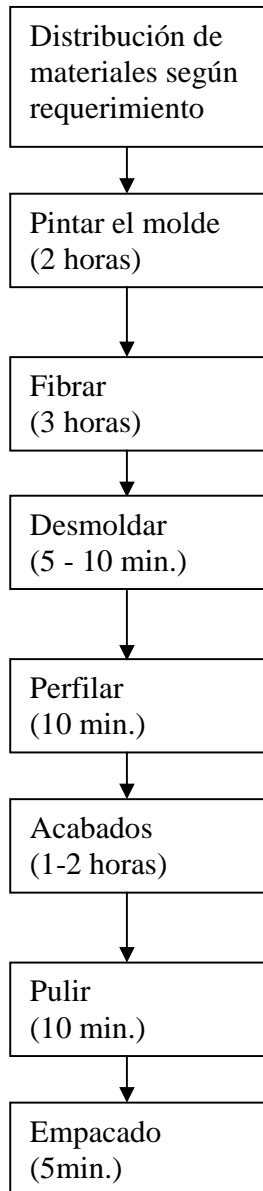 Distribución de
materiales según
requerimiento
Pintar el molde
(2 horas)
Fibrar
(3 horas)
Desmoldar
(5 - 10 min.)
Perfilar
(10 min.)
Acabados
(1-2 horas)
Pulir
(10 min.)
Empacado
(5min.)